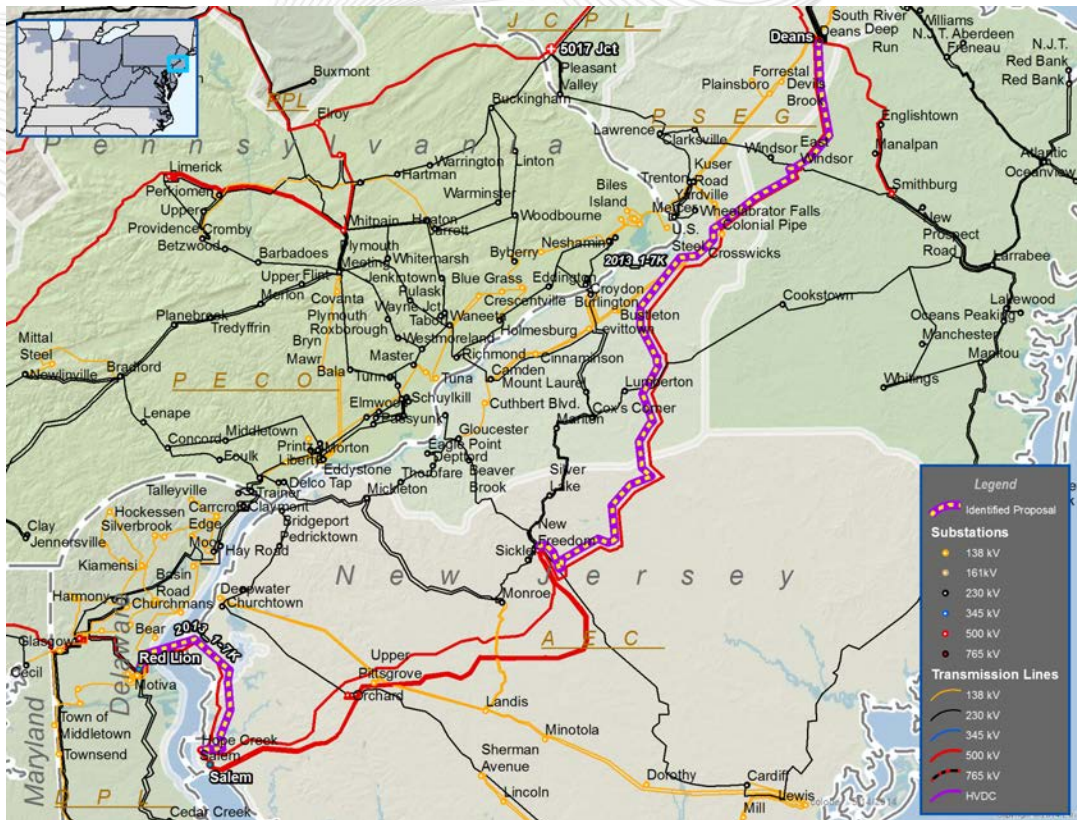 J C P L
5017 Jct
Pleasant
Valley
Deans
South River
Deans Deep
Run
Williams
N.J.T. Aberdeen
Freneau
N.J.T.
Red Bank
Red Bank
Buxmont
PPL
Elroy
Buckingham
Plainsboro
Forrestal
Devils
Brook
P S E G
Lawrence
Clarksville
Englishtown
Manalpan
Pennsylvania
Limerick
Perkiomen
Warrington
Hartman
Linton
Warminster
Windsor
East
Windsor
Kuser
Road
Trenton
Yardville
Atlantic
Oceanview
Smithburg
Upper
Providence
Cromby
Betzwood
Whitpain
Heaton
Jarrett
Woodbourne
Biles
Island
Mercer
Wheelabrator Falls
U.S.
Steel
Colonial Pipe
Crosswicks
New
Prospect
Road
Larrabee
Barbadoes
Plymouth
Meeting
Whitemarsh
Byberry
Neshaminy
2013_1-7K
Upper
Flint
Merion
Jenkintown
Blue Grass
Eddington
Croydon
Burlington
Covanta
Plymouth
Roxborough
Pulaski
Wayne Jct
Tabor
Waneeta
Crescentville
Holmesburg
Bustleton
Levittown
Cookstown
Lakewood
Oceans Peaking
Manchester
Manitou
Whitings
Planebrook
Tredyffrin
Mittal
Steel
Newlinville
Bradford
Bryn
Mawr
Bala
Westmoreland
Master
Tunnel
Tuna
Richmond
Camden
Cinnaminson
Mount Laurel
Lumberton
P E C O
Lenape
Concord
Middletown
Foulk
Elmwood
Schuylkill
Passyunk
Cuthbert Blvd.
Cox's Corner
Marlton
Printz
Morton
Liberty
Eddystone
Gloucester
Eagle Point
Deptford
Thorofare
Beaver
Brook
Silver
Lake
Delco Tap
Mickleton
Talleyville
Trainer
Claymont
Hockessen
Silverbrook
Carrcroft
Edge
Moor
Clay
Jennersville
Bridgeport
Pedricktown
Hay Road
Kiamensi
Basin
Road
Harmony
Churchmans
New
Freedom
Sickler
New Jersey
Monroe
Deepwater
Churchtown
Glasgow
Bear
2013_1-7K
Red Lion
Cecil
Motiva
Delaware
Maryland
Town of
Middletown
Townsend
A E C
Upper
Pittsgrove
Orchard
Landis
Minotola
Hope Creek
Salem
Salem
Sherman
Avenue
Lincoln
Dorothy
Cardiff
Lewis
Mill
D P L
Cedar Creek
Legend
Identified Proposal
Substations
138 kV
161kV
230 kV
345 kV
500 kV
765 kV
Transmission Lines
138 kV
230 kV
345 kV
500 kV
765 kV
HVDC